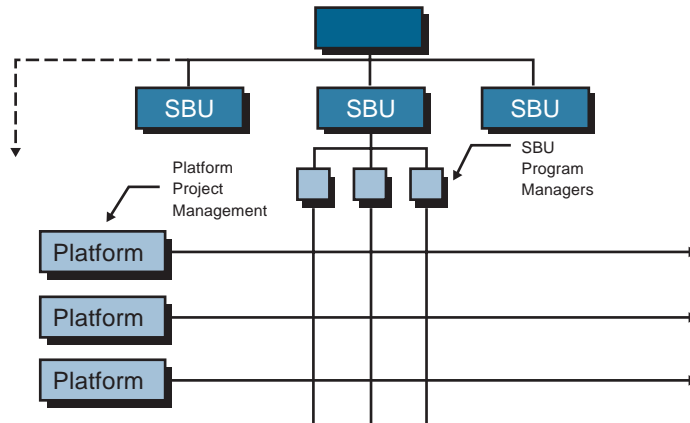 SBU
SBU
SBU
SBU
Program
Managers
Platform
Project
Management
Platform
Platform
Platform